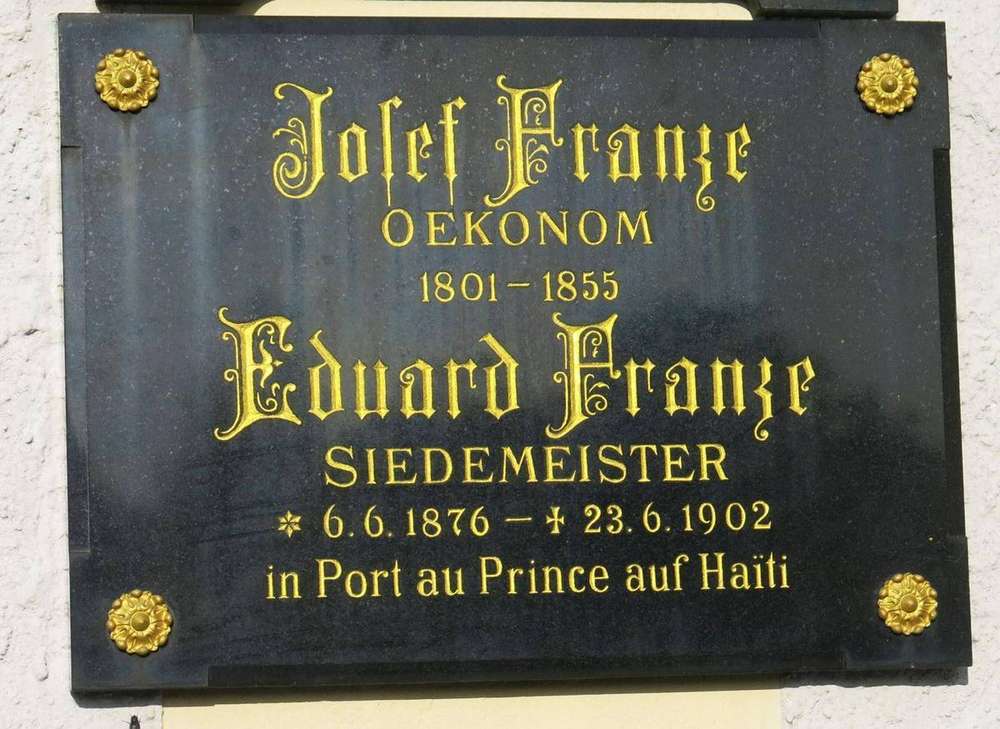 Josef Franze
OEKONOM
1801 – 1855
Eduard Franze
SIEDEMEISTER
* 6.6.1876 – ✝ 23.6.1902
in Port au Prince auf Haïti